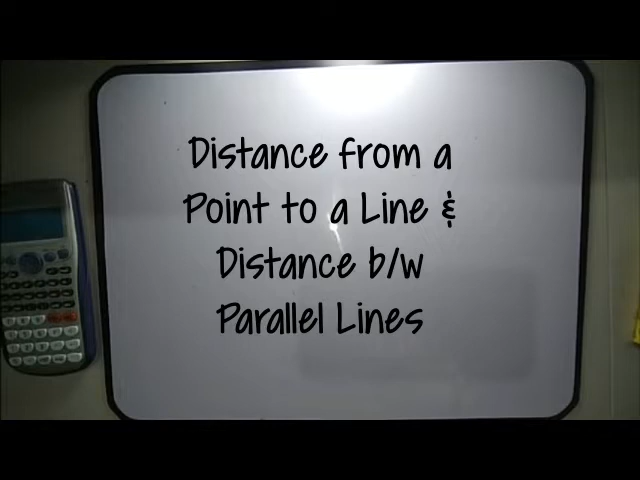 Distance from a
Point to a Line &
Distance b/w
Parallel Lines